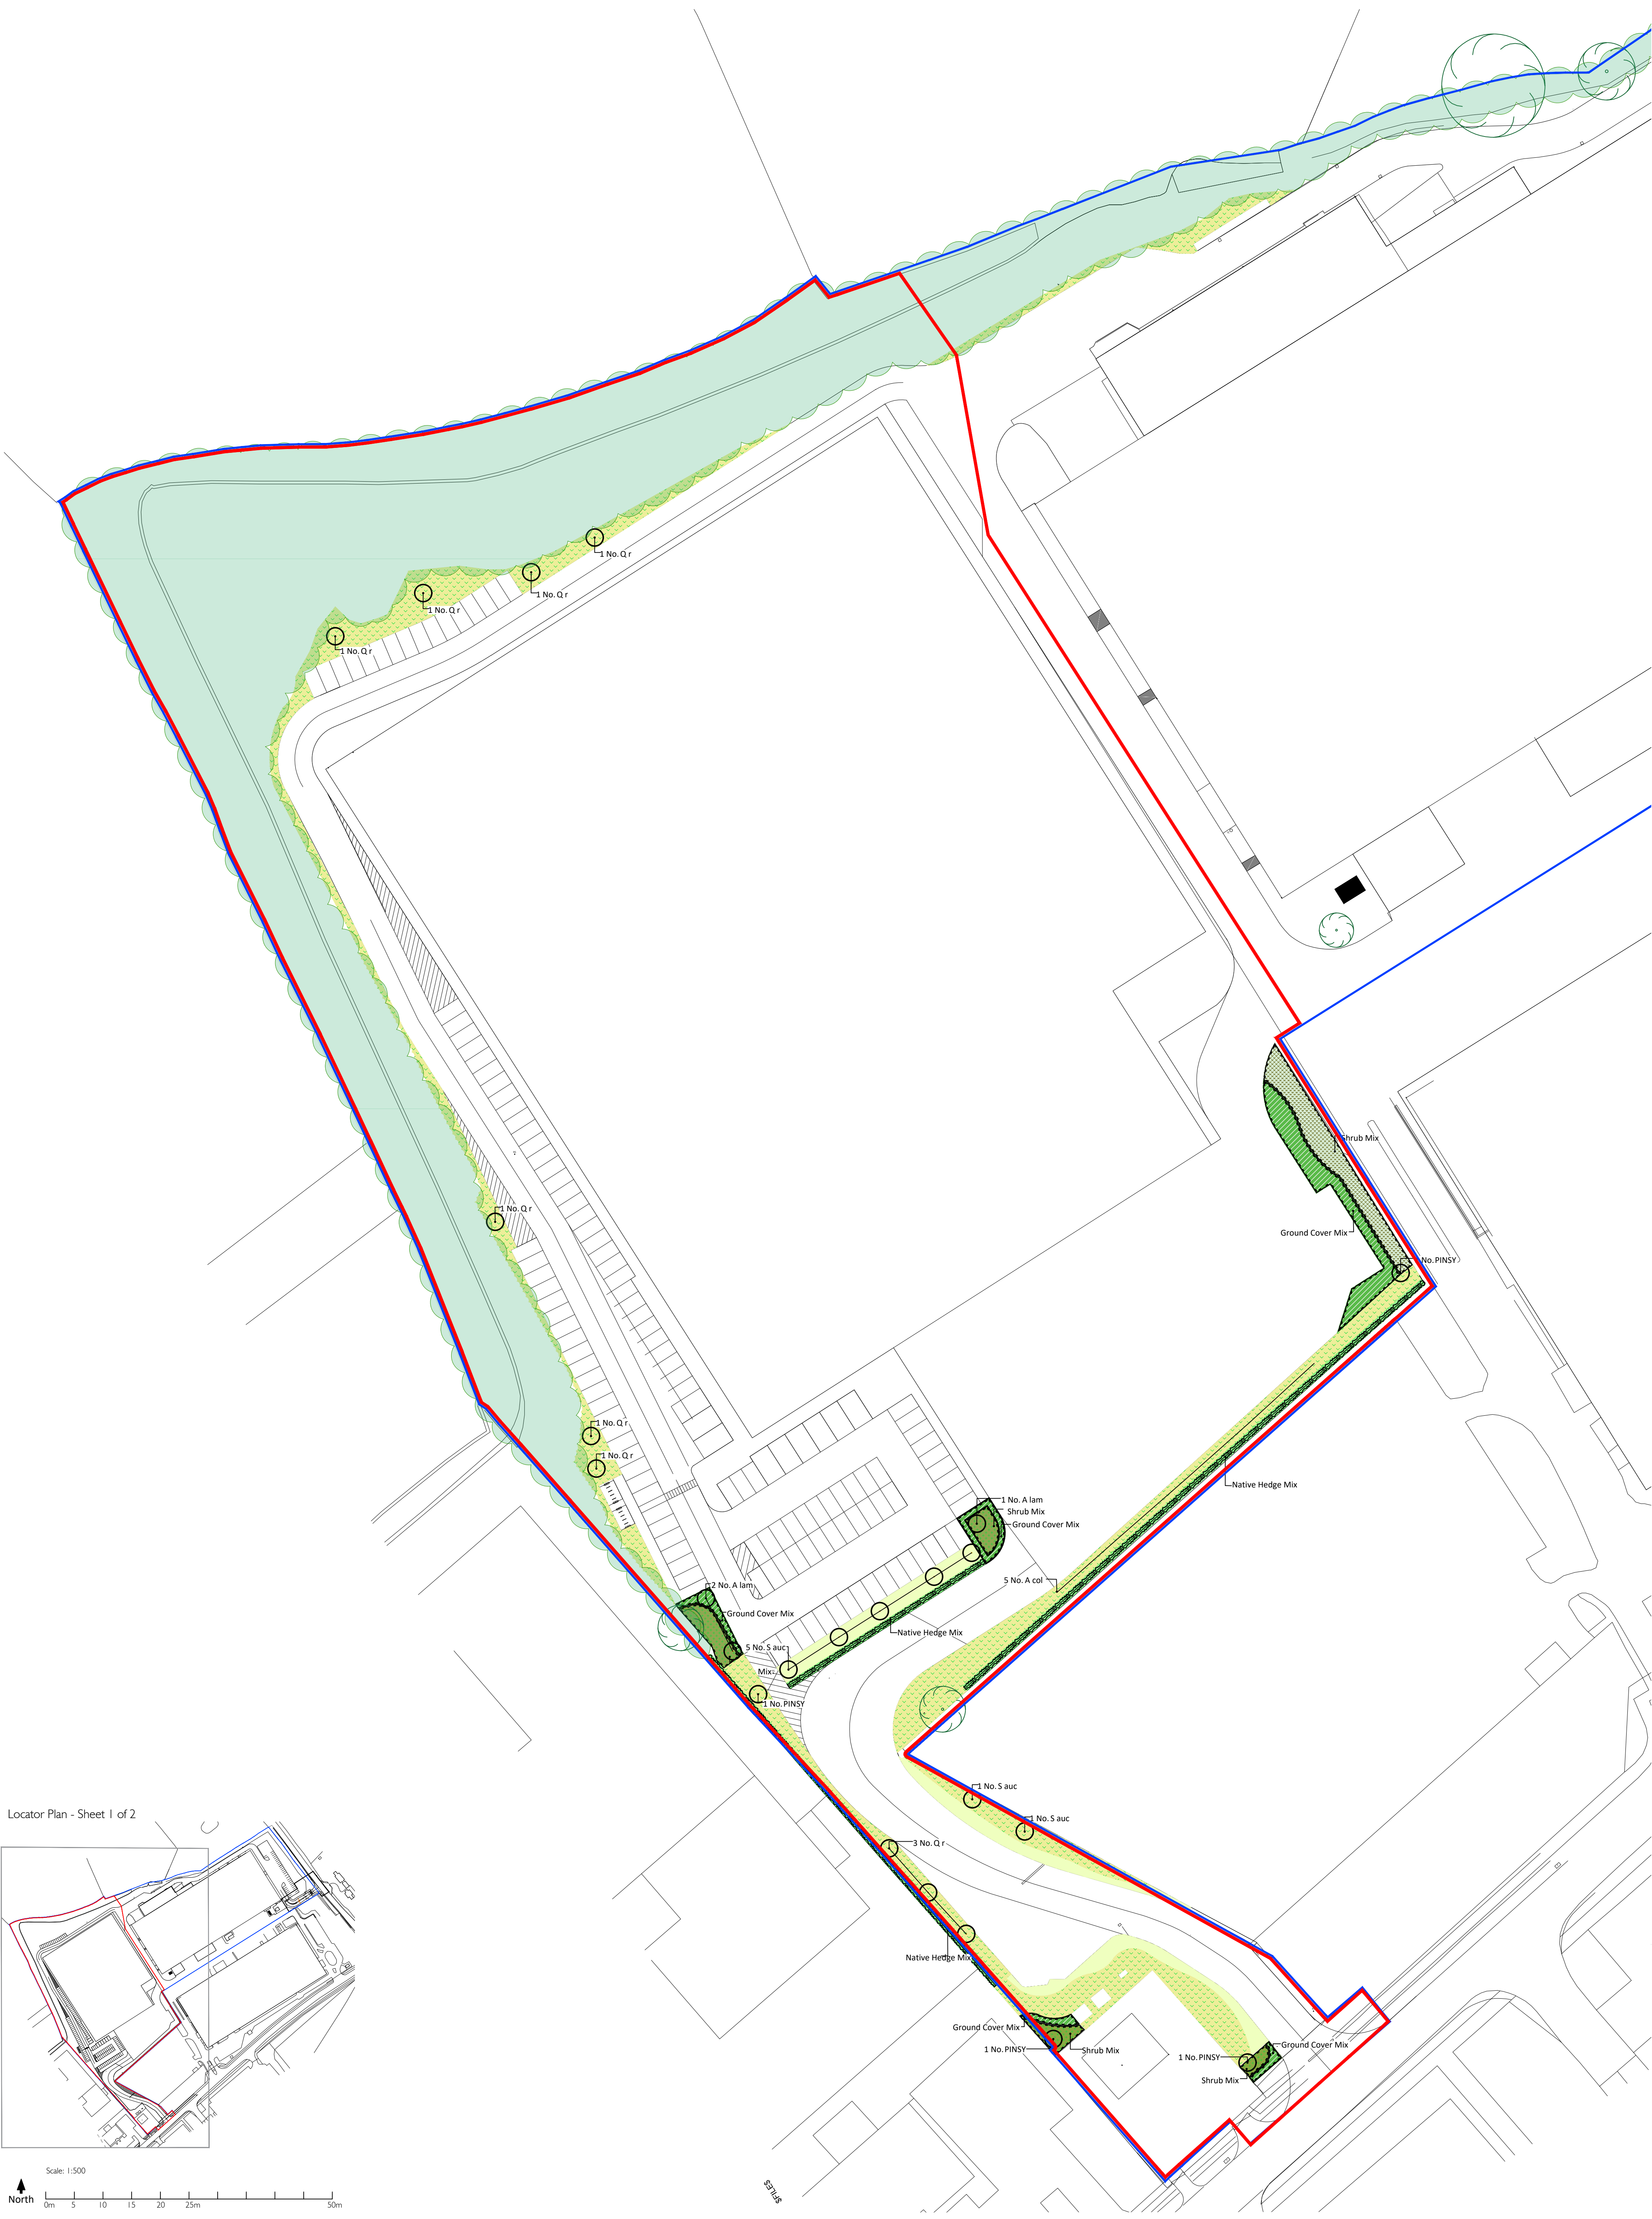 1 No. Q r
1 No. Q r
1 No. Q r
1 No. Q r
Shrub Mix
1 No. Q r
Ground Cover Mix
No. PINSY
1 No. Q r
1 No. Q r
Native Hedge Mix
1 No. A lam
Shrub Mix
Ground Cover Mix
5 No. A col
2 No. A lam
Ground Cover Mix
Native Hedge Mix
5 No. S auc
Mix
1 No. PINSY
1 No. S auc
1 No. S auc
3 No. Q r
Native Hedge Mix
Ground Cover Mix
1 No. PINSY
Shrub Mix
Ground Cover Mix
1 No. PINSY
Shrub Mix
Locator Plan - Sheet 1 of 2
Scale: 1:500
North
0m 5 10 15 20 25m 50m
$FILE$